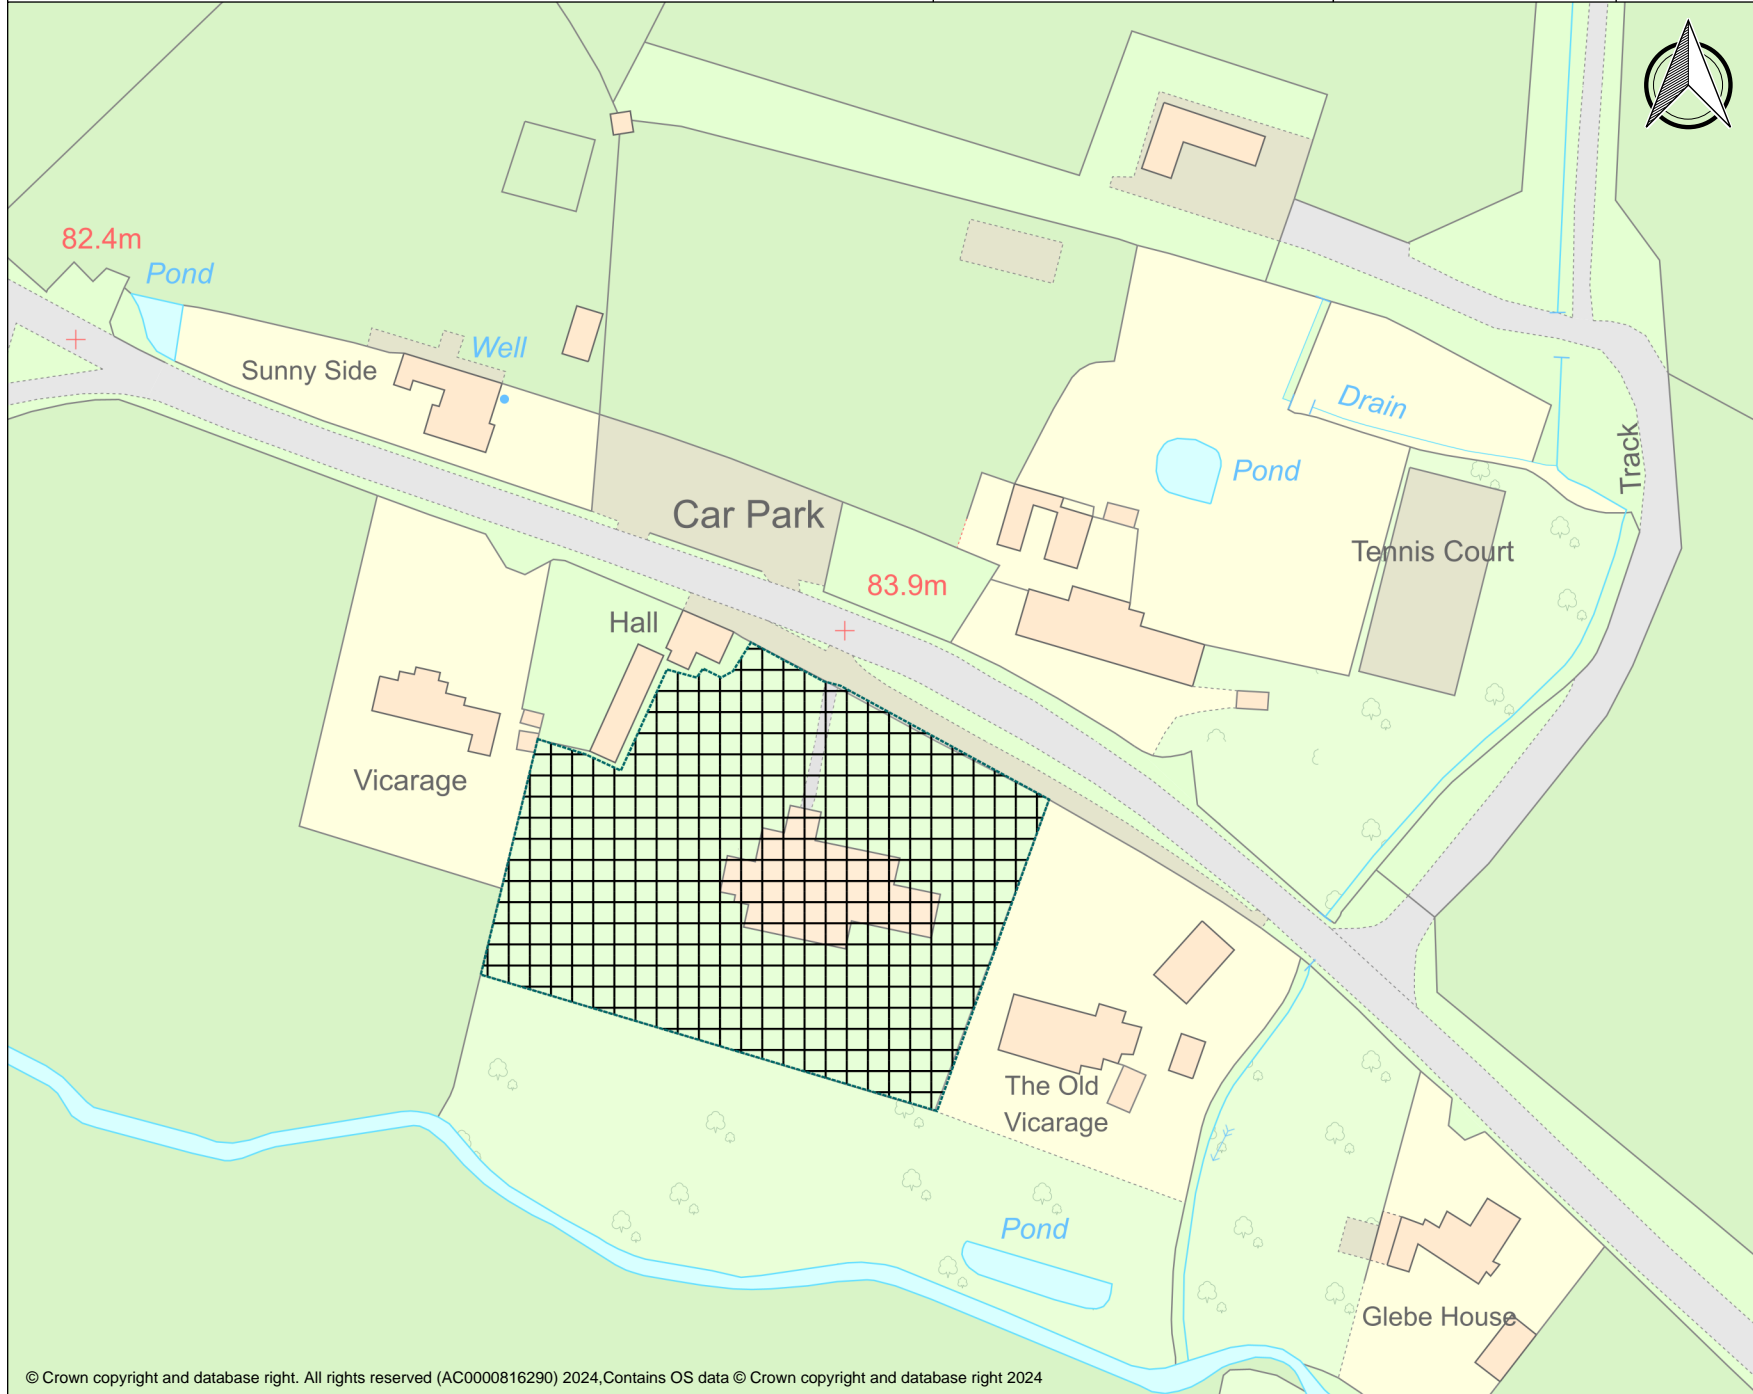 82.4m
Pond
Well
Sunny Side
Drain
Track
Pond
Car Park
Tennis Court
83.9m
Hall
Vicarage
The Old
Vicarage
Pond
Glebe House
© Crown copyright and database right. All rights reserved (AC0000816290) 2024,Contains OS data © Crown copyright and database right 2024